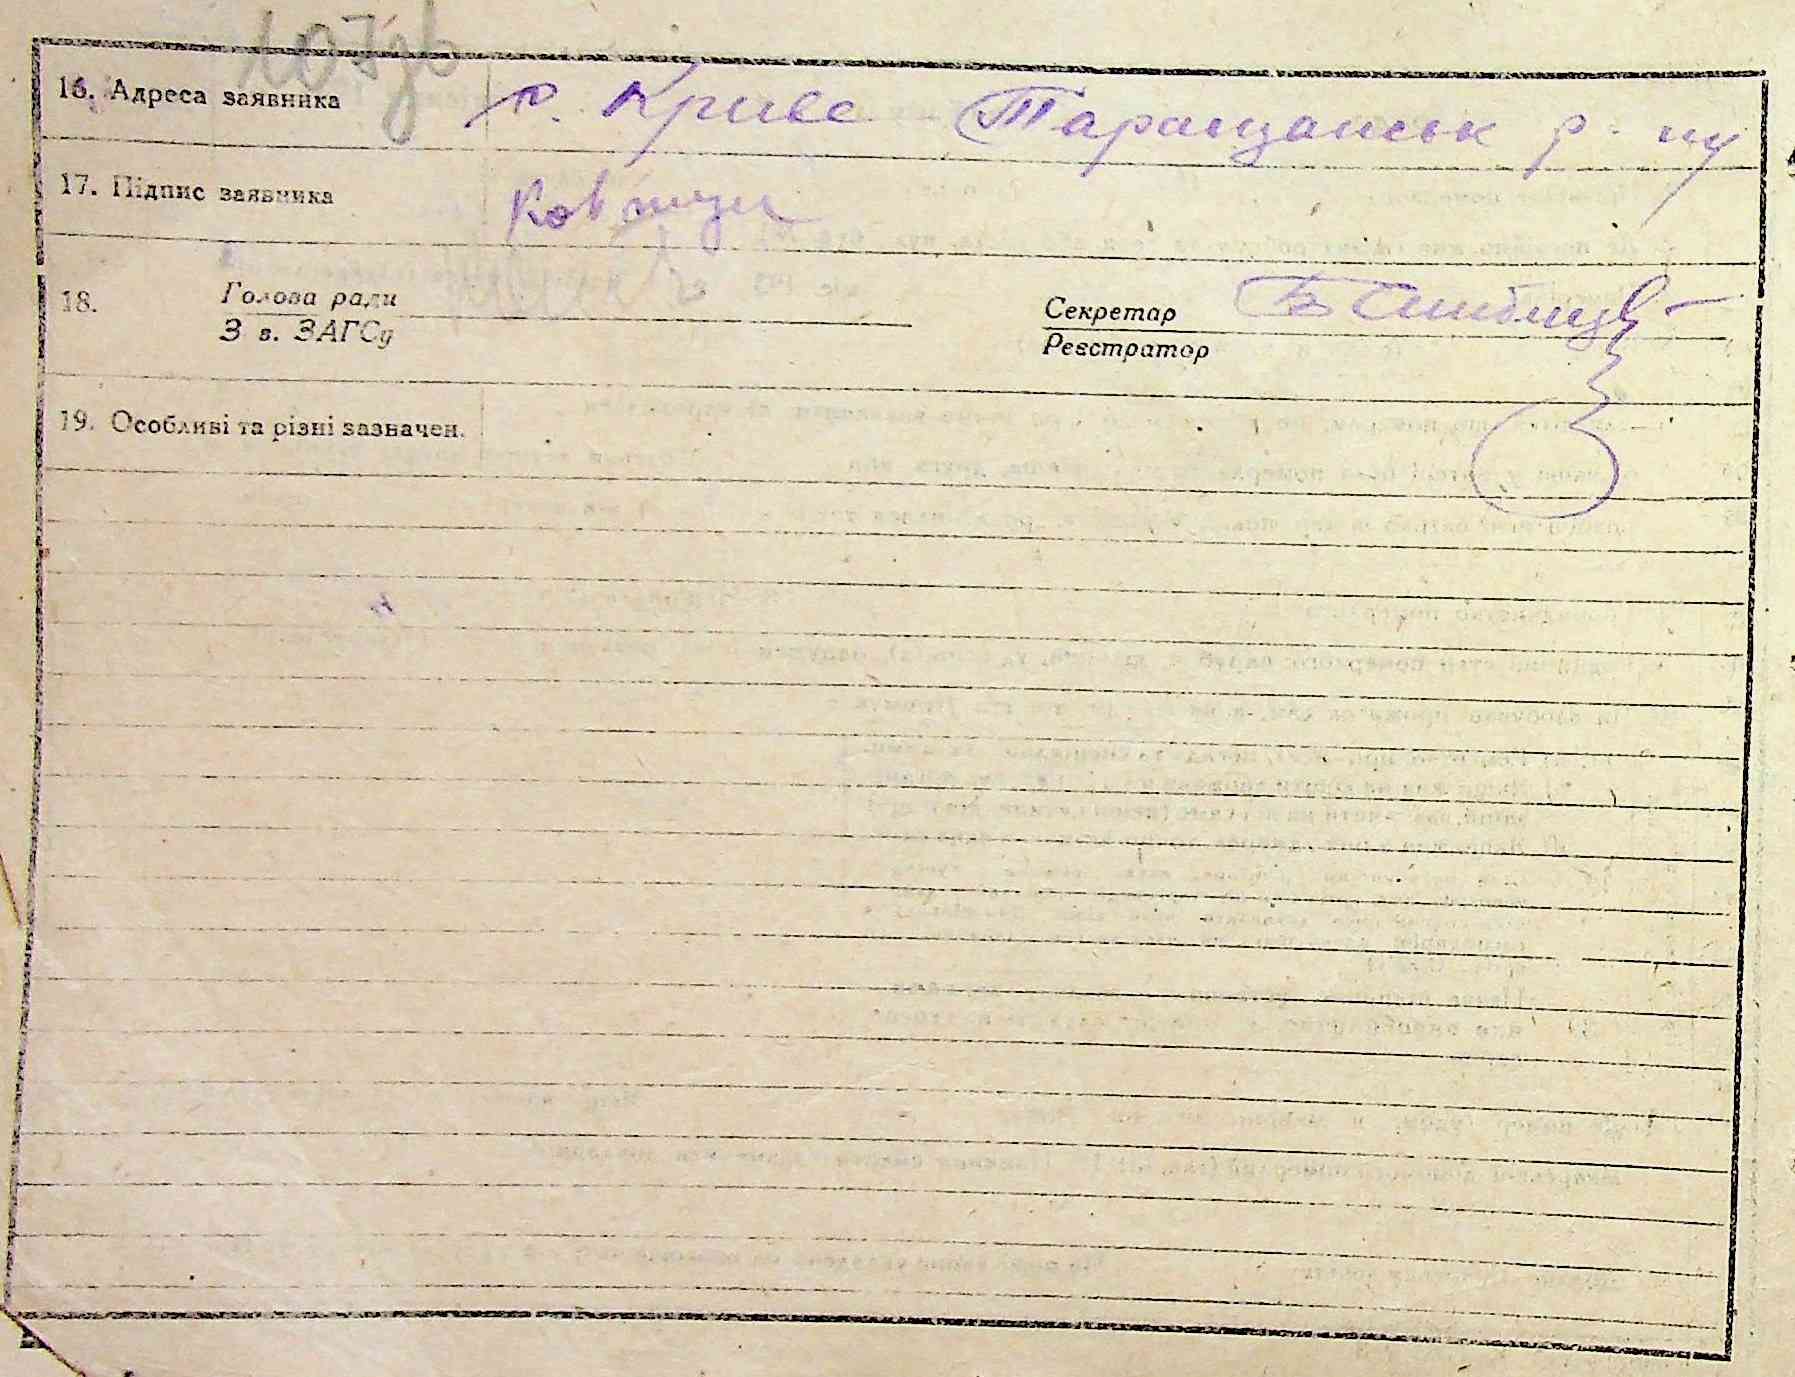 107зв
16. Адреса заявника с. Криве Таращанськ р-ну
17. Підпис заявника Ковтун
18. Голова ради Секретар
З в. ЗАГСу Реєстратор
19. Особливі та різні зазначен.